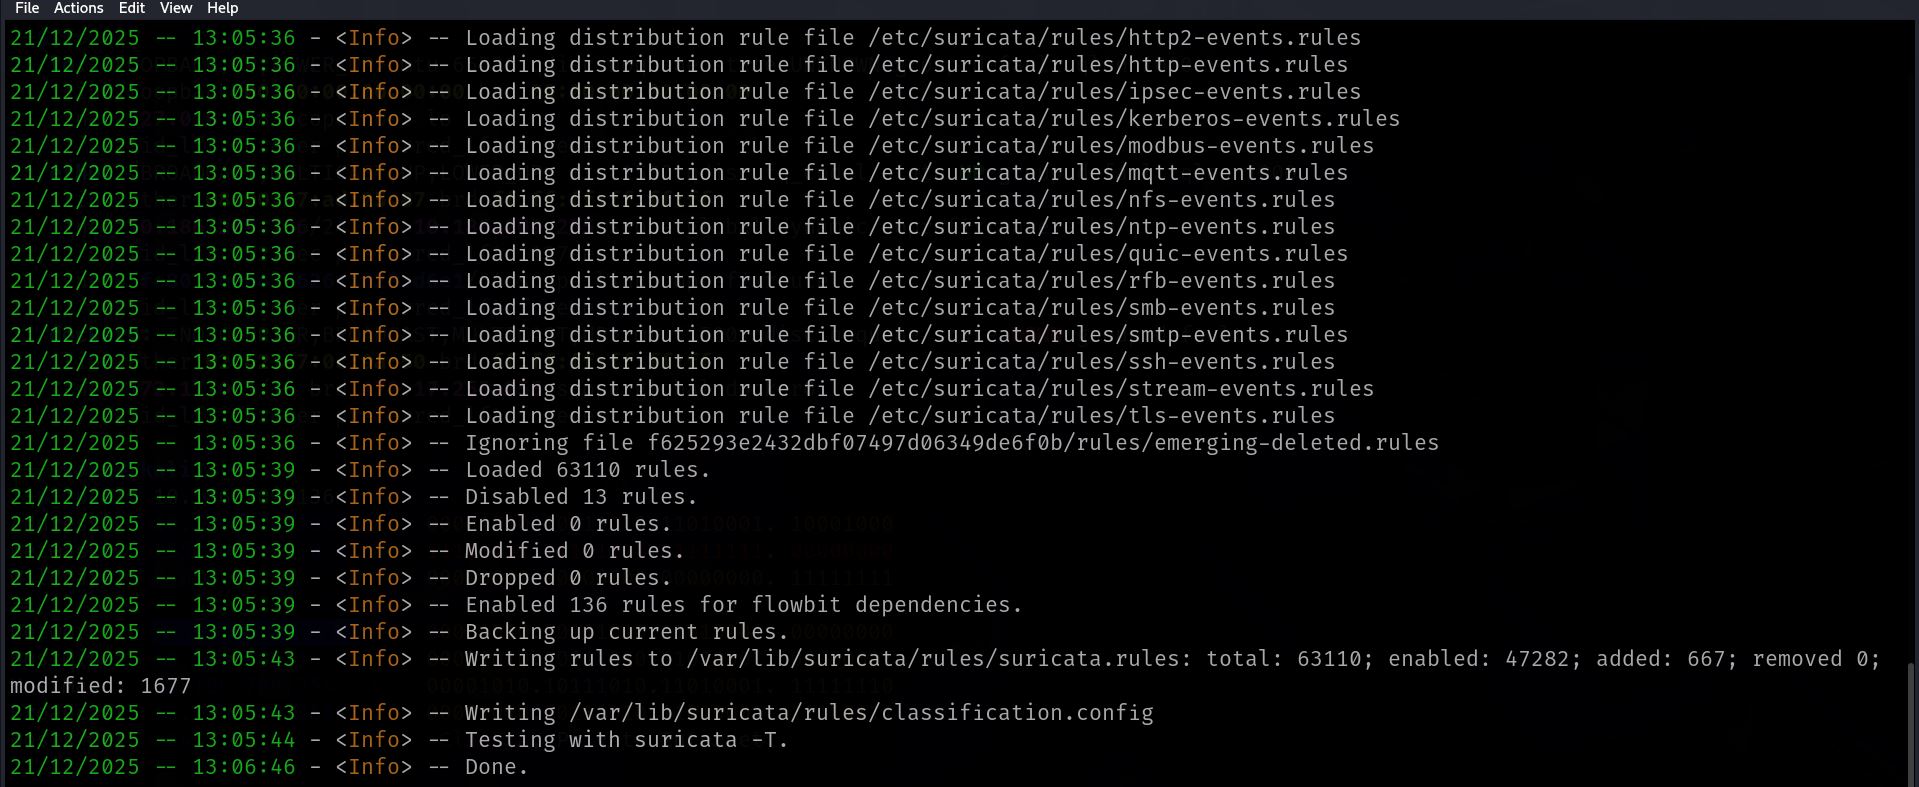 File Actions Edit View Help
21/12/2025 -- 13:05:36 - <Info> -- Loading distribution rule file /etc/suricata/rules/http2-events.rules
21/12/2025 -- 13:05:36 - <Info> -- Loading distribution rule file /etc/suricata/rules/http-events.rules
21/12/2025 -- 13:05:36 - <Info> -- Loading distribution rule file /etc/suricata/rules/ipsec-events.rules
21/12/2025 -- 13:05:36 - <Info> -- Loading distribution rule file /etc/suricata/rules/kerberos-events.rules
21/12/2025 -- 13:05:36 - <Info> -- Loading distribution rule file /etc/suricata/rules/modbus-events.rules
21/12/2025 -- 13:05:36 - <Info> -- Loading distribution rule file /etc/suricata/rules/mqtt-events.rules
21/12/2025 -- 13:05:36 - <Info> -- Loading distribution rule file /etc/suricata/rules/nfs-events.rules
21/12/2025 -- 13:05:36 - <Info> -- Loading distribution rule file /etc/suricata/rules/ntp-events.rules
21/12/2025 -- 13:05:36 - <Info> -- Loading distribution rule file /etc/suricata/rules/quic-events.rules
21/12/2025 -- 13:05:36 - <Info> -- Loading distribution rule file /etc/suricata/rules/rfb-events.rules
21/12/2025 -- 13:05:36 - <Info> -- Loading distribution rule file /etc/suricata/rules/smb-events.rules
21/12/2025 -- 13:05:36 - <Info> -- Loading distribution rule file /etc/suricata/rules/smtp-events.rules
21/12/2025 -- 13:05:36 - <Info> -- Loading distribution rule file /etc/suricata/rules/ssh-events.rules
21/12/2025 -- 13:05:36 - <Info> -- Loading distribution rule file /etc/suricata/rules/stream-events.rules
21/12/2025 -- 13:05:36 - <Info> -- Loading distribution rule file /etc/suricata/rules/tls-events.rules
21/12/2025 -- 13:05:36 - <Info> -- Ignoring file f625293e2432dbf07497d06349de6f0b/rules/emerging-deleted.rules
21/12/2025 -- 13:05:39 - <Info> -- Loaded 63110 rules.
21/12/2025 -- 13:05:39 - <Info> -- Disabled 13 rules.
21/12/2025 -- 13:05:39 - <Info> -- Enabled 0 rules.
21/12/2025 -- 13:05:39 - <Info> -- Modified 0 rules.
21/12/2025 -- 13:05:39 - <Info> -- Dropped 0 rules.
21/12/2025 -- 13:05:39 - <Info> -- Enabled 136 rules for flowbit dependencies.
21/12/2025 -- 13:05:39 - <Info> -- Backing up current rules.
21/12/2025 -- 13:05:43 - <Info> -- Writing rules to /var/lib/suricata/rules/suricata.rules: total: 63110; enabled: 47282; added: 667; removed 0;
modified: 1677
21/12/2025 -- 13:05:43 - <Info> -- Writing /var/lib/suricata/rules/classification.config
21/12/2025 -- 13:05:44 - <Info> -- Testing with suricata -T.
21/12/2025 -- 13:06:46 - <Info> -- Done.